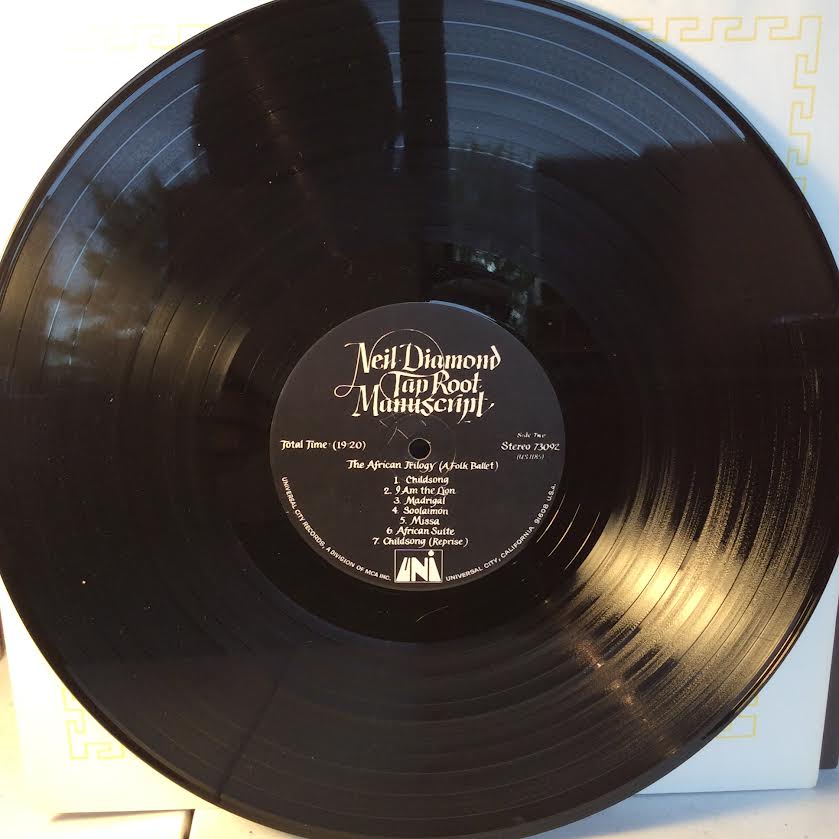 Neil Diamond
Tap Root
Manuscript
Side Two
Total Time: (19:20)
Stereo 73092
(US 1185)
The African Trilogy (A Folk Ballet)
1. Childsong
2. I Am the Lion
3. Madrigal
4. Soolaimon
5. Missa
6 African Suite
7. Childsong (Reprise)
UNIVERSAL CITY RECORDS, A DIVISION OF MCA INC.
UNI
UNIVERSAL CITY, CALIFORNIA 91608 U.S.A.